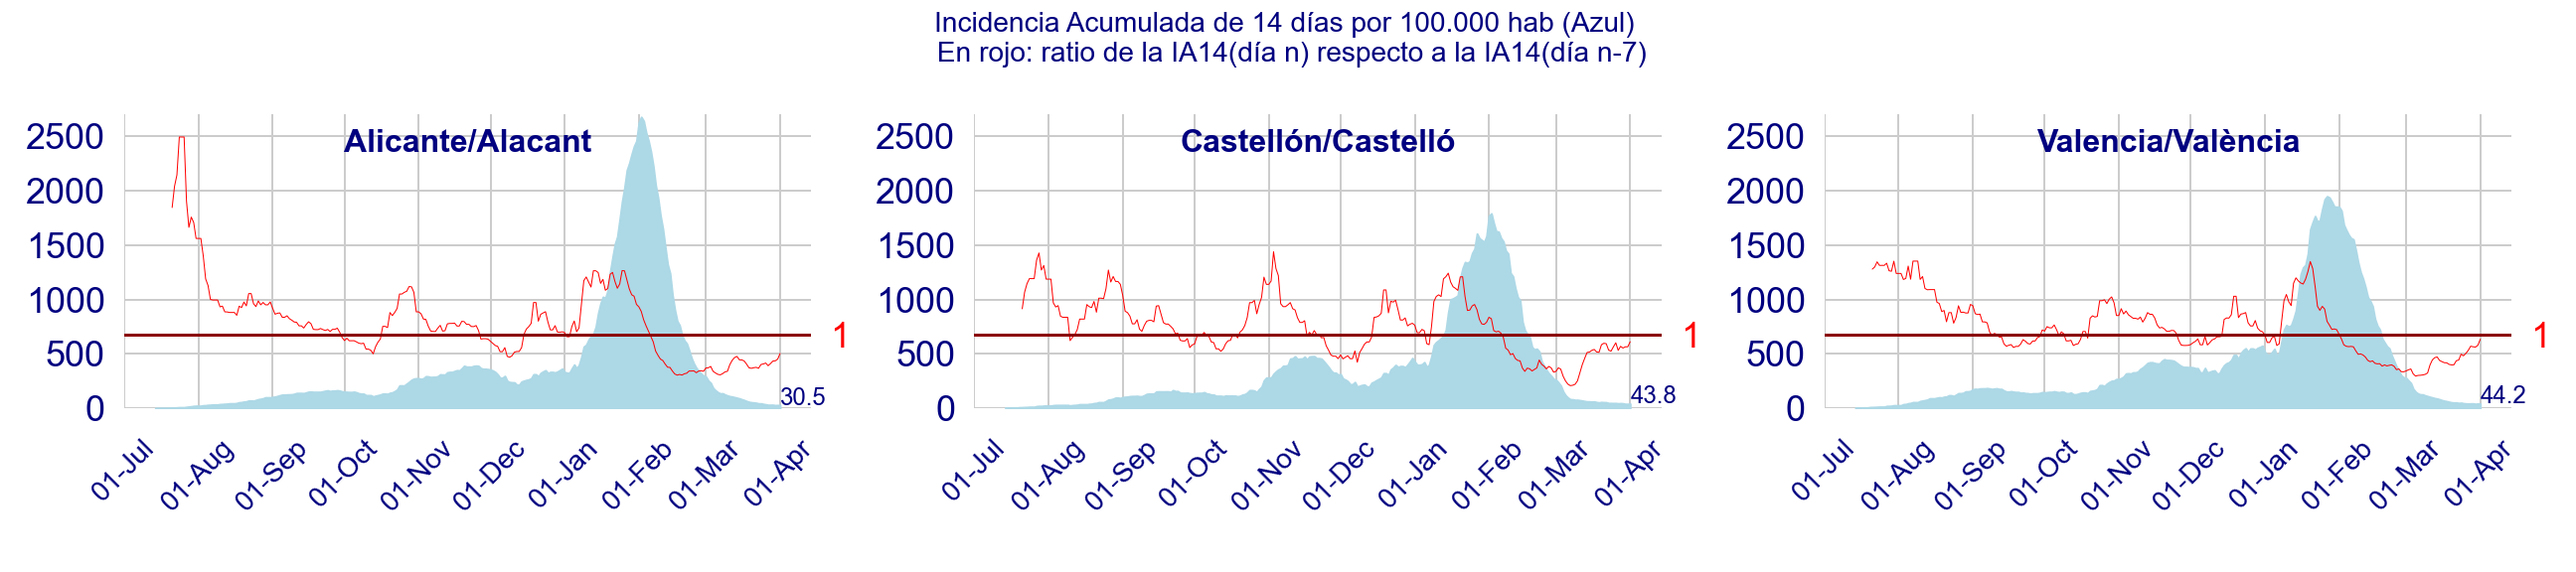 Incidencia Acumulada de 14 días por 100.000 hab (Azul)
En rojo: ratio de la IA14(día n) respecto a la IA14(día n-7)
Alicante/Alacant
2500
2000
1500
1000
500
0
1
30.5
01-Jul
01-Aug
01-Sep
01-Oct
01-Nov
01-Dec
01-Jan
01-Feb
01-Mar
01-Apr
Castellón/Castelló
2500
2000
1500
1000
500
0
1
43.8
01-Jul
01-Aug
01-Sep
01-Oct
01-Nov
01-Dec
01-Jan
01-Feb
01-Mar
01-Apr
Valencia/València
2500
2000
1500
1000
500
0
1
44.2
01-Jul
01-Aug
01-Sep
01-Oct
01-Nov
01-Dec
01-Jan
01-Feb
01-Mar
01-Apr